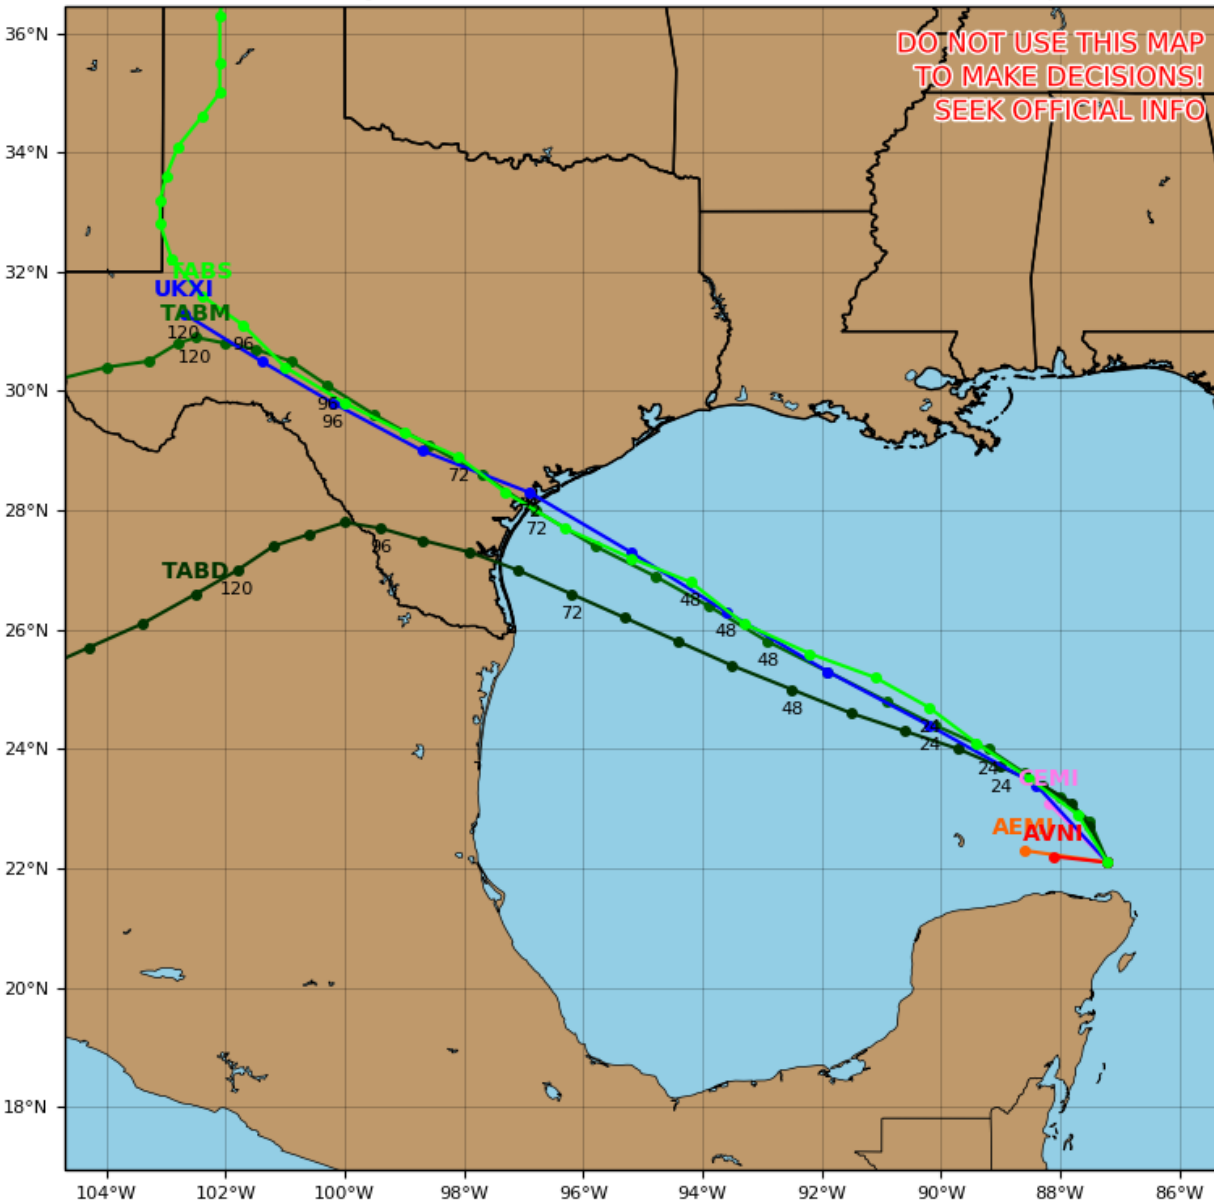 36°N
DO NOT USE THIS MAP
TO MAKE DECISIONS!
SEEK OFFICIAL INFO
34°N
32°N
TABS
UKXI
TABM
120
96
120
30°N
96
96
72
28°N
72
TABD
96
120
72
26°N
48
48
48
48
24°N
24
24
24
24
CEMI
AEMI
AVNI
22°N
20°N
18°N
104°W 102°W 100°W 98°W 96°W 94°W 92°W 90°W 88°W 86°W